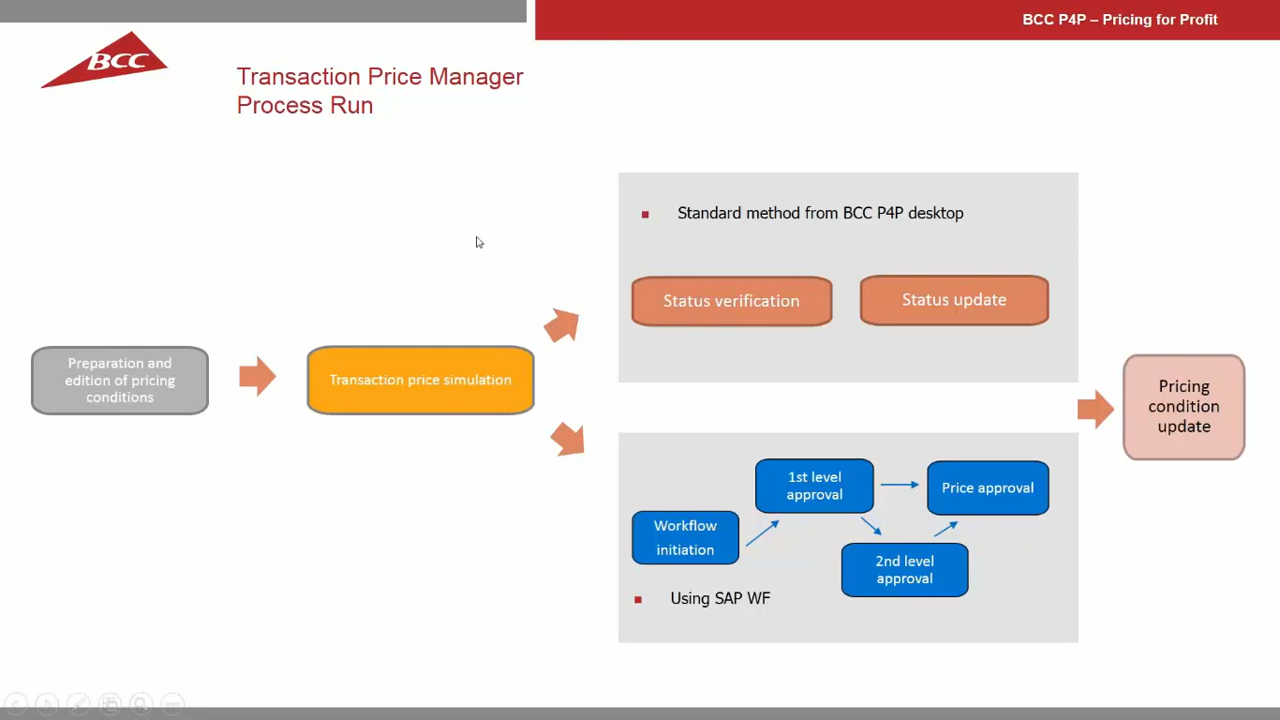 BCC P4P – Pricing for Profit
BCC
Transaction Price Manager
Process Run
Standard method from BCC P4P desktop
Status verification
Status update
Preparation and
edition of pricing
conditions
Transaction price simulation
Pricing
condition
update
1st level
approval
Price approval
Workflow
initiation
2nd level
approval
Using SAP WF